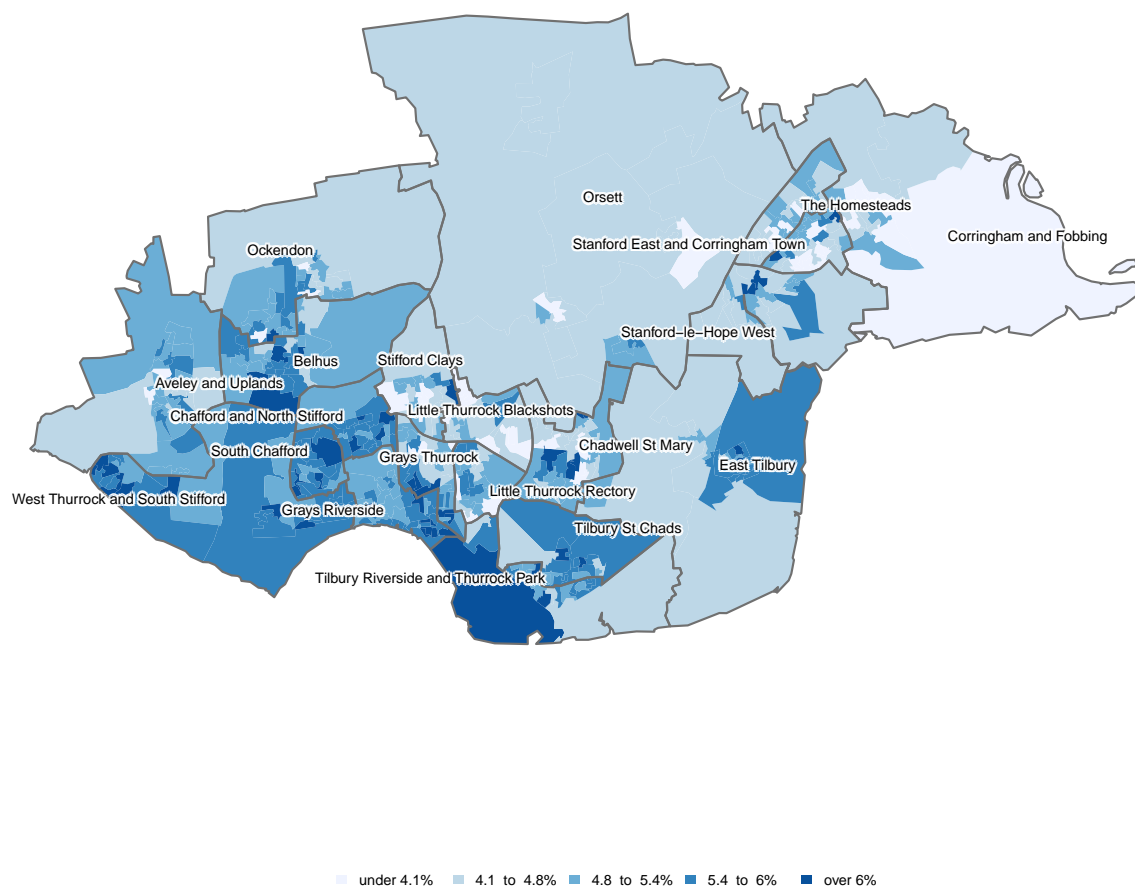 Orsett
The Homesteads
Corringham and Fobbing
Stanford East and Corringham Town
Ockendon
Stanford−le−Hope West
Belhus
Stifford Clays
Aveley and Uplands
Little Thurrock Blackshots
Chafford and North Stifford
Chadwell St Mary
South Chafford
Grays Thurrock
East Tilbury
West Thurrock and South Stifford
Little Thurrock Rectory
Grays Riverside
Tilbury St Chads
Tilbury Riverside and Thurrock Park
under 4.1% 4.1 to 4.8% 4.8 to 5.4% 5.4 to 6% over 6%